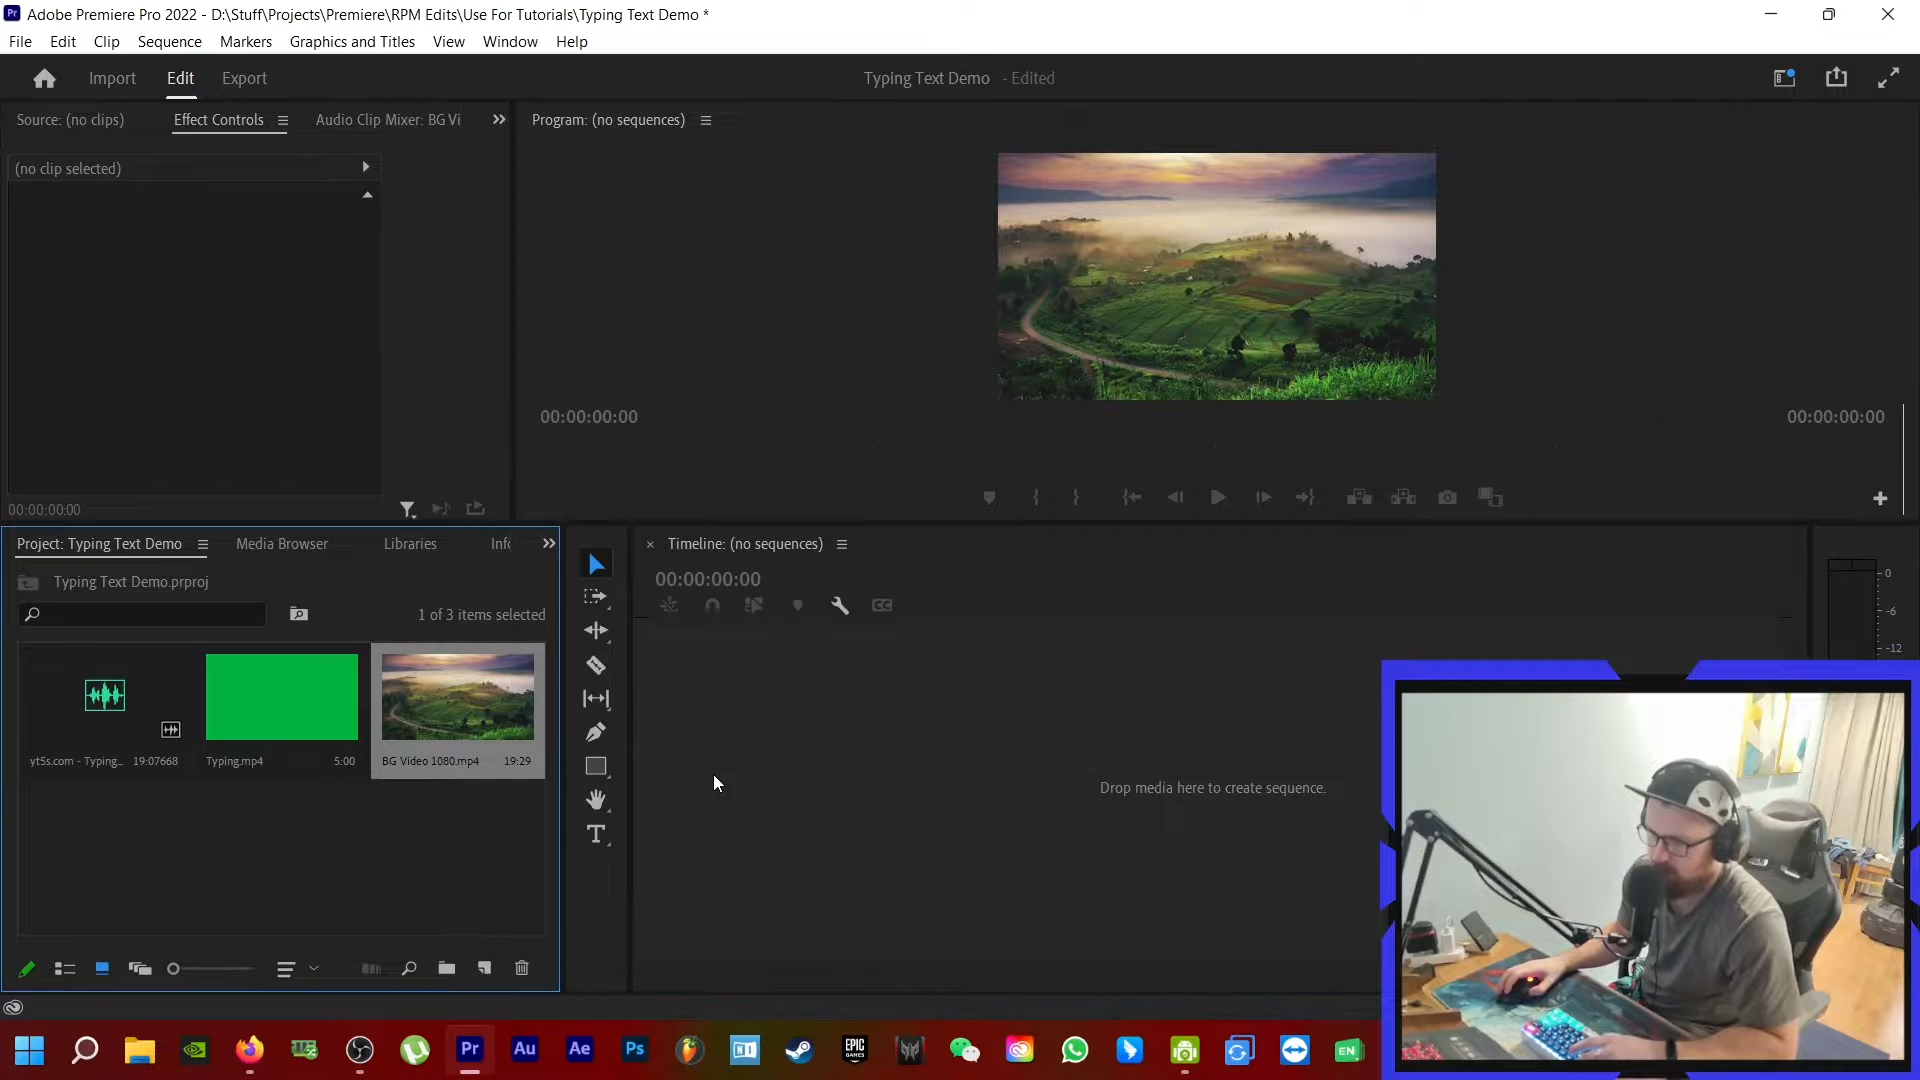 Adobe Premiere Pro 2022 - D:\Stuff\Projects\Premiere\RPM Edits\Use For Tutorials\Typing Text Demo *
File Edit Clip Sequence Markers Graphics and Titles View Window Help
Import Edit Export Typing Text Demo - Edited
Source: (no clips) Effect Controls Audio Clip Mixer: BG Vi Program: (no sequences)
(no clip selected)
00:00:00:00 00:00:00:00
00:00:00:00
Project: Typing Text Demo Media Browser Libraries Info Timeline: (no sequences)
Typing Text Demo.prproj 00:00:00:00
1 of 3 items selected
0
-6
-12
yt5s.com - Typing... 19:07668 Typing.mp4 5:00 BG Video 1080.mp4 19:29
Drop media here to create sequence.
Pr Au Ae Ps EPIC GAMES EN